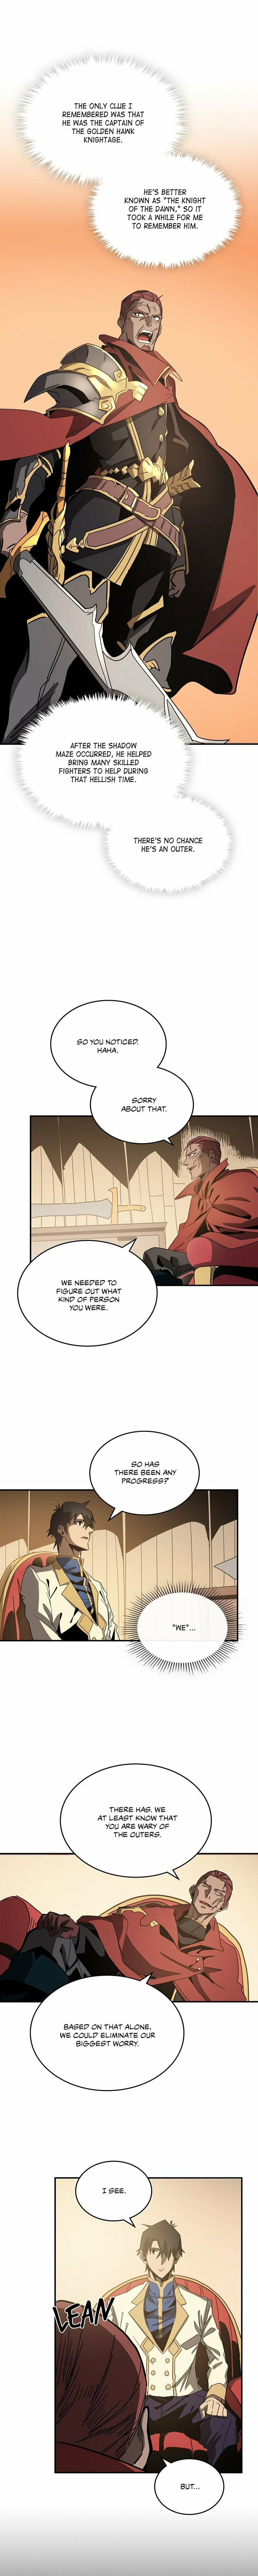 THE ONLY CLUE I
REMEMBERED WAS THAT
HE WAS THE CAPTAIN OF
THE GOLDEN HAWK
KNIGHTAGE.
HE'S BETTER
KNOWN AS "THE KNIGHT
OF THE DAWN," SO IT
TOOK A WHILE FOR ME
TO REMEMBER HIM.
AFTER THE SHADOW
MAZE OCCURRED, HE HELPED
BRING MANY SKILLED
FIGHTERS TO HELP DURING
THAT HELLISH TIME.
THERE'S NO CHANCE
HE'S AN OUTER.
SO YOU NOTICED.
HAHA.
SORRY
ABOUT THAT.
WE NEEDED TO
FIGURE OUT WHAT
KIND OF PERSON
YOU WERE.
SO HAS
THERE BEEN ANY
PROGRESS?
"WE"...
THERE HAS. WE
AT LEAST KNOW THAT
YOU ARE WARY OF
THE OUTERS.
BASED ON THAT ALONE,
WE COULD ELIMINATE OUR
BIGGEST WORRY.
I SEE.
LEAN
BUT...